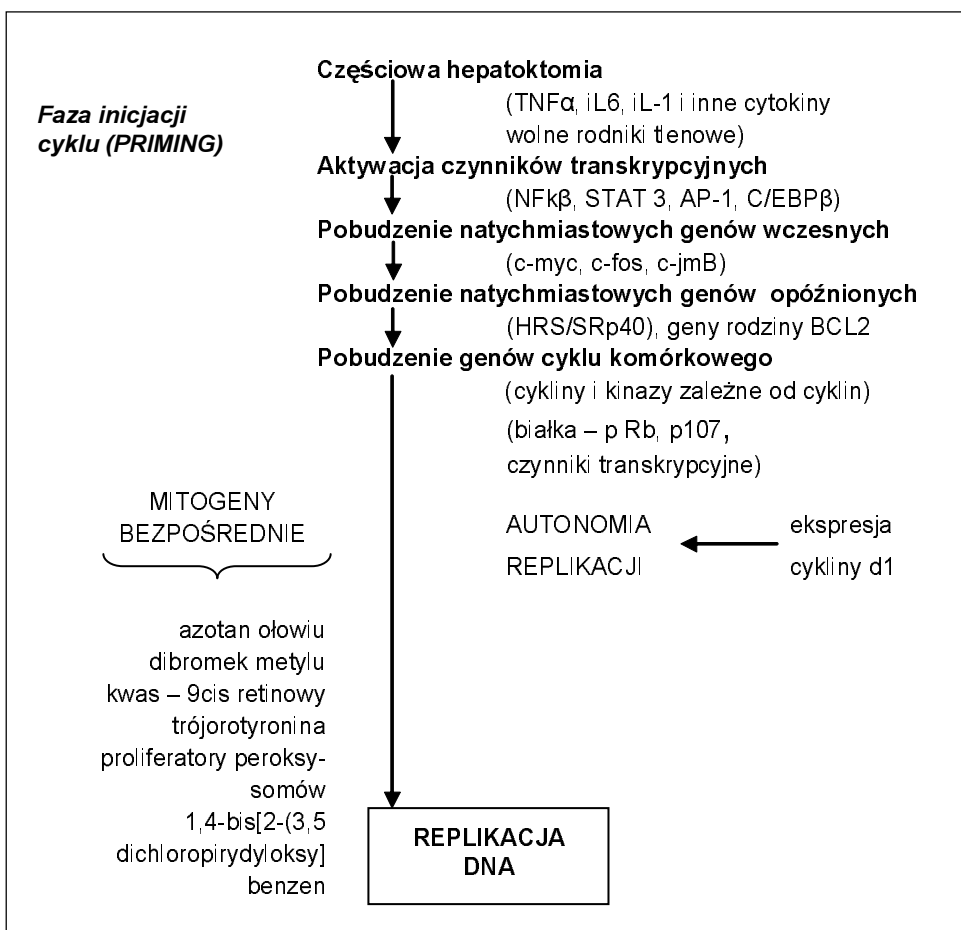 Częściowa hepatoktomia
Faza inicjacji
cyklu (PRIMING)
(TNFα, iL6, iL-1 i inne cytokiny
wolne rodniki tlenowe)
Aktywacja czynników transkrypcyjnych
(NFkβ, STAT 3, AP-1, C/EBPβ)
Pobudzenie natychmiastowych genów wczesnych
(c-myc, c-fos, c-jmB)
Pobudzenie natychmiastowych genów opóźnionych
(HRS/SRp40), geny rodziny BCL2
Pobudzenie genów cyklu komórkowego
(cykliny i kinazy zależne od cyklin)
(białka – p Rb, p107,
czynniki transkrypcyjne)
MITOGENY
BEZPOŚREDNIE
AUTONOMIA
REPLIKACJI
ekspresja
cykliny d1
azotan ołowiu
dibromek metylu
kwas – 9cis retinowy
trójorotyronina
proliferatory peroksy-
somów
1,4-bis[2-(3,5
dichloropirydyloksy]
benzen
REPLIKACJA
DNA